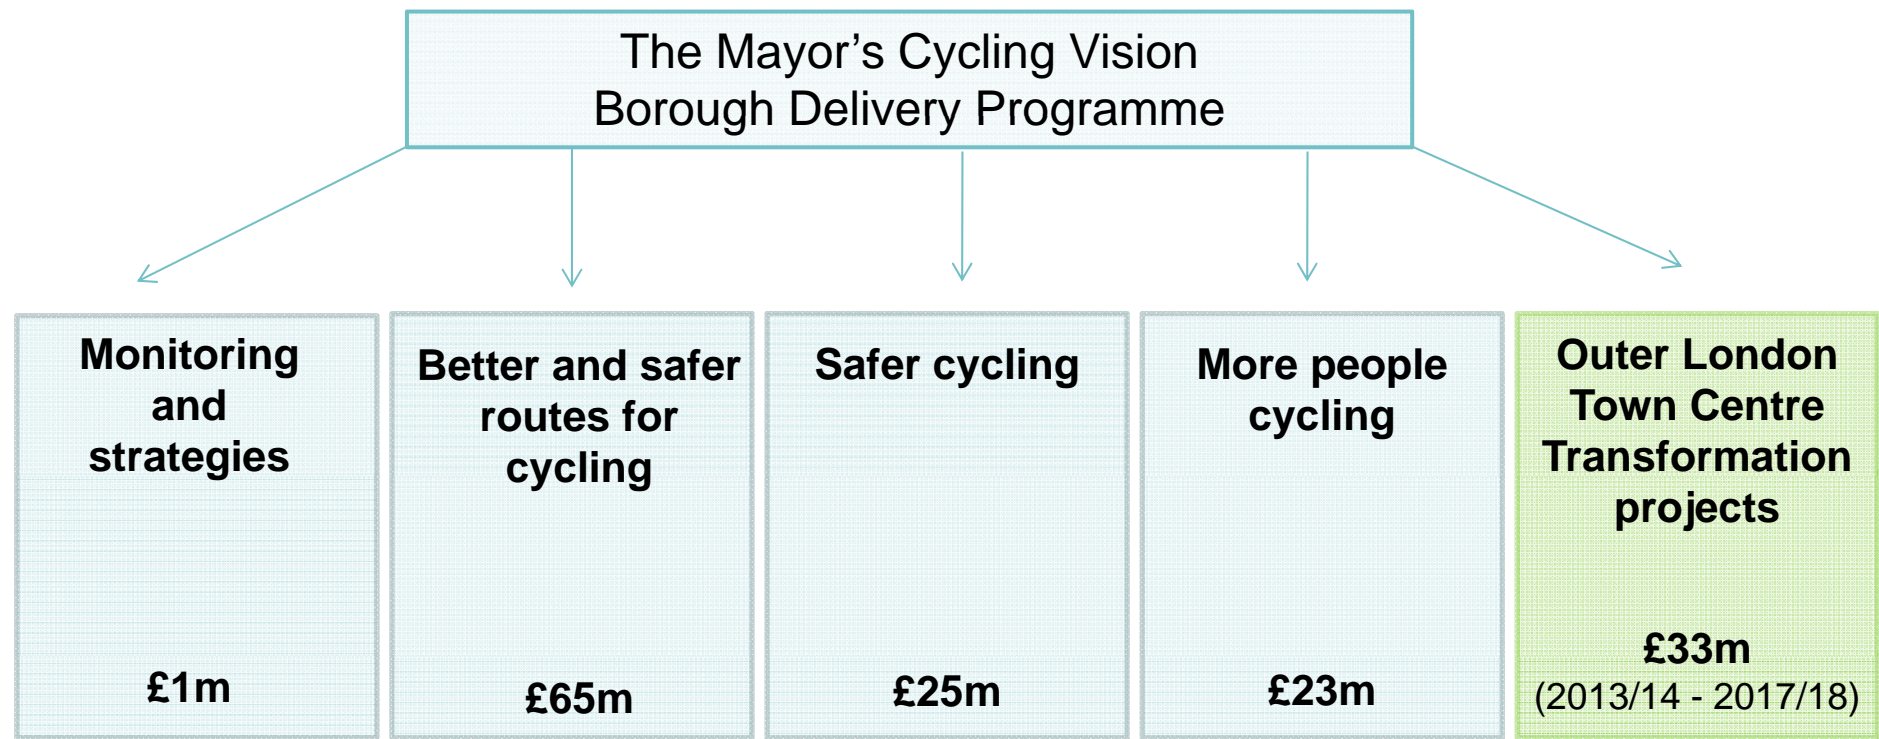 The Mayor’s Cycling Vision
Borough Delivery Programme
Monitoring
and
strategies
£1m
Better and safer
routes for
cycling
£65m
Safer cycling
£25m
More people
cycling
£23m
Outer London
Town Centre
Transformation
projects
£33m
(2013/14 - 2017/18)